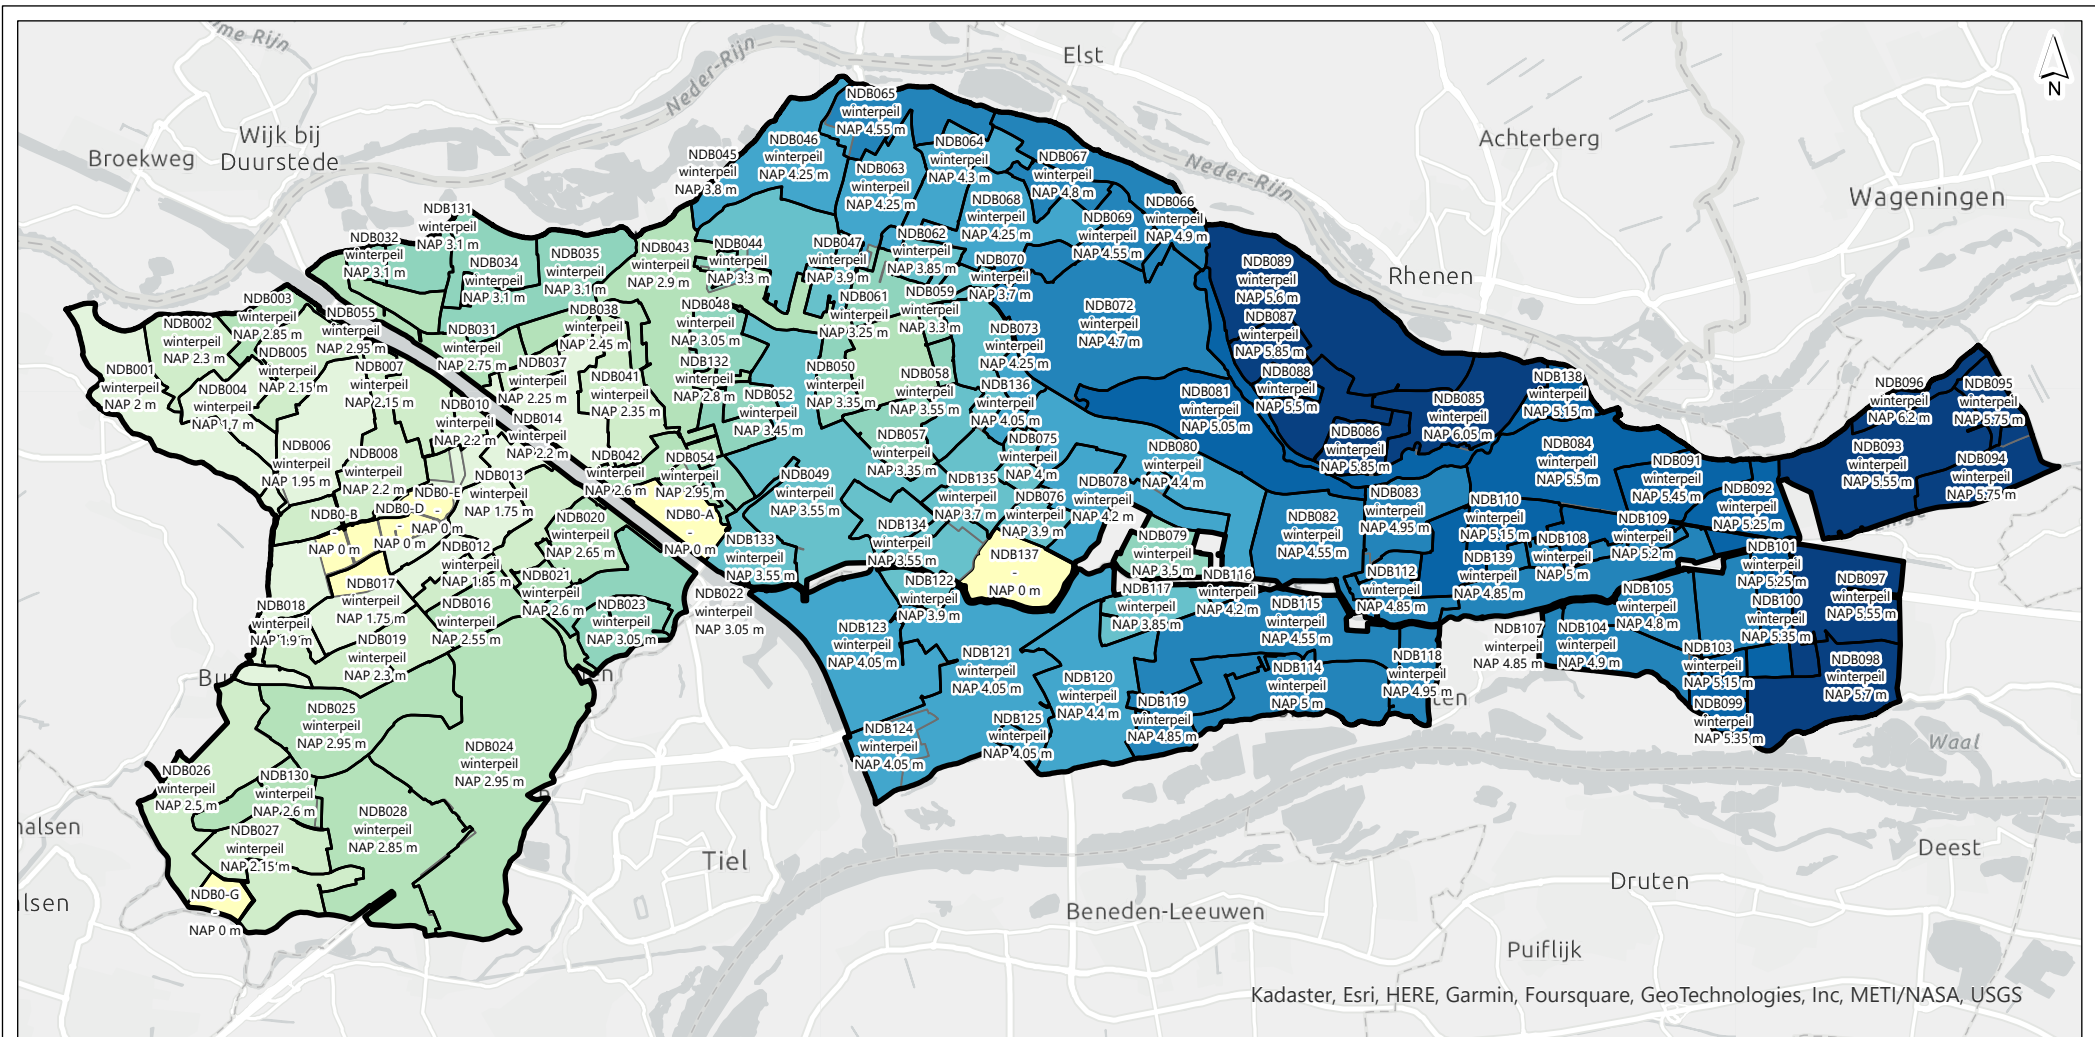 me Rijn
Neder-Rijn
Elst
N
Wijk bij
Duurstede
Broekweg
Achterberg
Wageningen
Neder-Rijn
Rhenen
NDB065
winterpeil
NAP 4.55 m
NDB046
winterpeil
NAP 4.25 m
NDB064
winterpeil
NAP 4.3 m
NDB045
winterpeil
NAP 3.8 m
NDB063
winterpeil
NAP 4.25 m
NDB067
winterpeil
NAP 4.8 m
NDB068
winterpeil
NAP 4.25 m
NDB066
winterpeil
NAP 4.9 m
NDB069
winterpeil
NAP 4.55 m
NDB131
winterpeil
NAP 3.1 m
NDB032
winterpeil
NAP 3.1 m
NDB034
winterpeil
NAP 3.1 m
NDB035
winterpeil
NAP 3.1 m
NDB043
winterpeil
NAP 2.9 m
NDB044
winterpeil
NAP 3.3 m
NDB047
winterpeil
NAP 3.9 m
NDB062
winterpeil
NAP 3.85 m
NDB070
winterpeil
NAP 3.7 m
NDB089
winterpeil
NAP 5.6 m
NDB087
winterpeil
NAP 5.85 m
NDB088
winterpeil
NAP 5.5 m
NDB003
winterpeil
NAP 2.85 m
NDB055
winterpeil
NAP 2.95 m
NDB002
winterpeil
NAP 2.3 m
NDB005
winterpeil
NAP 2.15 m
NDB001
winterpeil
NAP 2 m
NDB004
winterpeil
NAP 1.7 m
NDB007
winterpeil
NAP 2.15 m
NDB031
winterpeil
NAP 2.75 m
NDB038
winterpeil
NAP 2.45 m
NDB037
winterpeil
NAP 2.25 m
NDB041
winterpeil
NAP 2.35 m
NDB048
winterpeil
NAP 3.05 m
NDB132
winterpeil
NAP 2.8 m
NDB061
winterpeil
NAP 3.25 m
NDB059
winterpeil
NAP 3.3 m
NDB073
winterpeil
NAP 4.25 m
NDB072
winterpeil
NAP 4.7 m
NDB050
winterpeil
NAP 3.35 m
NDB058
winterpeil
NAP 3.55 m
NDB136
winterpeil
NAP 4.05 m
NDB052
winterpeil
NAP 3.45 m
NDB081
winterpeil
NAP 5.05 m
NDB085
winterpeil
NAP 6.05 m
NDB138
winterpeil
NAP 5.15 m
NDB096
winterpeil
NAP 6.2 m
NDB095
winterpeil
NAP 5.75 m
NDB093
winterpeil
NAP 5.55 m
NDB094
winterpeil
NAP 5.75 m
NDB010
winterpeil
NAP 2.2 m
NDB014
winterpeil
NAP 2.2 m
NDB006
winterpeil
NAP 1.95 m
NDB008
winterpeil
NAP 2.2 m
NDB013
winterpeil
NAP 1.75 m
NDB042
winterpeil
NAP 2.6 m
NDB054
winterpeil
NAP 2.95 m
NDB057
winterpeil
NAP 3.35 m
NDB075
winterpeil
NAP 4 m
NDB049
winterpeil
NAP 3.55 m
NDB135
winterpeil
NAP 3.7 m
NDB076
winterpeil
NAP 3.9 m
NDB078
winterpeil
NAP 4.2 m
NDB080
winterpeil
NAP 4.4 m
NDB086
winterpeil
NAP 5.85 m
NDB084
winterpeil
NAP 5.5 m
NDB091
winterpeil
NAP 5.45 m
NDB092
winterpeil
NAP 5.25 m
NDB083
winterpeil
NAP 4.95 m
NDB110
winterpeil
NAP 5.15 m
NDB109
winterpeil
NAP 5.2 m
NDB108
winterpeil
NAP 5 m
NDB082
winterpeil
NAP 4.55 m
NDB0-E
-
NAP 0 m
NDB0-D
-
NAP 0 m
NDB0-B
-
NAP 0 m
NDB0-A
-
NAP 0 m
NDB020
winterpeil
NAP 2.65 m
NDB012
winterpeil
NAP 1.85 m
NDB134
winterpeil
NAP 3.55 m
NDB133
winterpeil
NAP 3.55 m
NDB137
-
NAP 0 m
NDB079
winterpeil
NAP 3.5 m
NDB139
winterpeil
NAP 4.85 m
NDB101
winterpeil
NAP 5.25 m
NDB097
winterpeil
NAP 5.55 m
NDB017
winterpeil
NAP 1.75 m
NDB021
winterpeil
NAP 2.6 m
NDB016
winterpeil
NAP 2.55 m
NDB023
winterpeil
NAP 3.05 m
NDB022
winterpeil
NAP 3.05 m
NDB122
winterpeil
NAP 3.9 m
NDB117
winterpeil
NAP 3.85 m
NDB116
winterpeil
NAP 4.2 m
NDB112
winterpeil
NAP 4.85 m
NDB115
winterpeil
NAP 4.55 m
NDB105
winterpeil
NAP 4.8 m
NDB100
winterpeil
NAP 5.35 m
NDB018
winterpeil
NAP 1.9 m
NDB019
winterpeil
NAP 2.3 m
NDB123
winterpeil
NAP 4.05 m
NDB121
winterpeil
NAP 4.05 m
NDB120
winterpeil
NAP 4.4 m
NDB114
winterpeil
NAP 5 m
NDB118
winterpeil
NAP 4.95 m
NDB107
winterpeil
NAP 4.85 m
NDB104
winterpeil
NAP 4.9 m
NDB103
winterpeil
NAP 5.15 m
NDB098
winterpeil
NAP 5.7 m
NDB099
winterpeil
NAP 5.35 m
NDB119
winterpeil
NAP 4.85 m
NDB125
winterpeil
NAP 4.05 m
NDB124
winterpeil
NAP 4.05 m
NDB025
winterpeil
NAP 2.95 m
NDB024
winterpeil
NAP 2.95 m
NDB026
winterpeil
NAP 2.5 m
NDB130
winterpeil
NAP 2.6 m
NDB028
winterpeil
NAP 2.85 m
NDB027
winterpeil
NAP 2.15 m
NDB0-G
-
NAP 0 m
Bu
en
ten
Waal
nalsen
lsen
Tiel
Deest
Druten
Beneden-Leeuwen
Puiflijk
Kadaster, Esri, HERE, Garmin, Foursquare, GeoTechnologies, Inc, METI/NASA, USGS